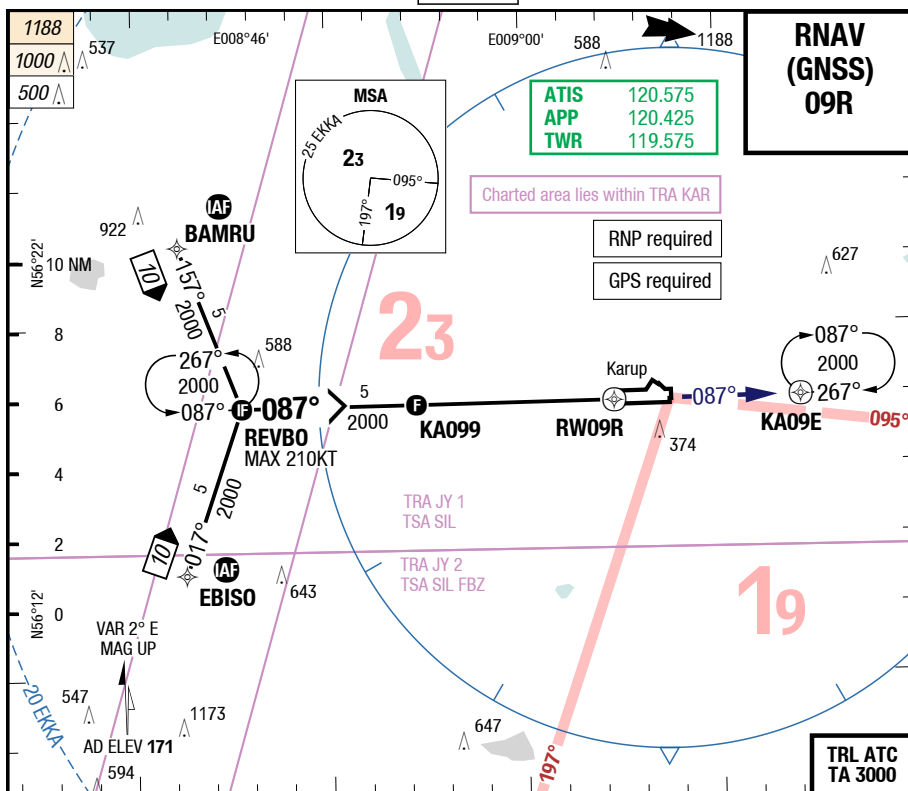 1188
1000
500
537
E008°46'
E009°00'
588
1188
RNAV
(GNSS)
09R
MSA
25 EKKA
23
095°
197°
19
ATIS 120.575
APP 120.425
TWR 119.575
Charted area lies within TRA KAR
RNP required
GPS required
922
IAF
BAMRU
N56°22'
10 NM
10
157°
5
2000
627
23
8
267°
2000
087°
588
087°
2000
267°
6
IF
087°
5
2000
F
Karup
087°
REVBO
MAX 210KT
KA099
RW09R
KA09E
095°
374
4
5
2000
TRA JY 1
TSA SIL
2
10
017°
IAF
EBISO
643
TRA JY 2
TSA SIL FBZ
19
0
N56°12'
VAR 2° E
MAG UP
547
1173
647
20 EKKA
AD ELEV 171
594
197°
TRL ATC
TA 3000